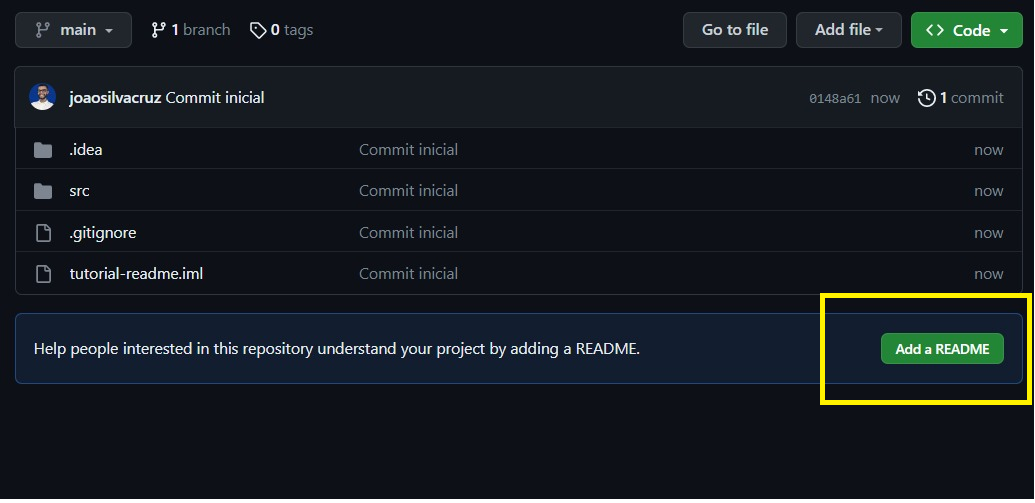 main 1 branch 0 tags Go to file Add file Code
joaosilvacruz Commit inicial 0148a61 now 1 commit
.idea Commit inicial now
src Commit inicial now
.gitignore Commit inicial now
tutorial-readme.iml Commit inicial now
Help people interested in this repository understand your project by adding a README. Add a README